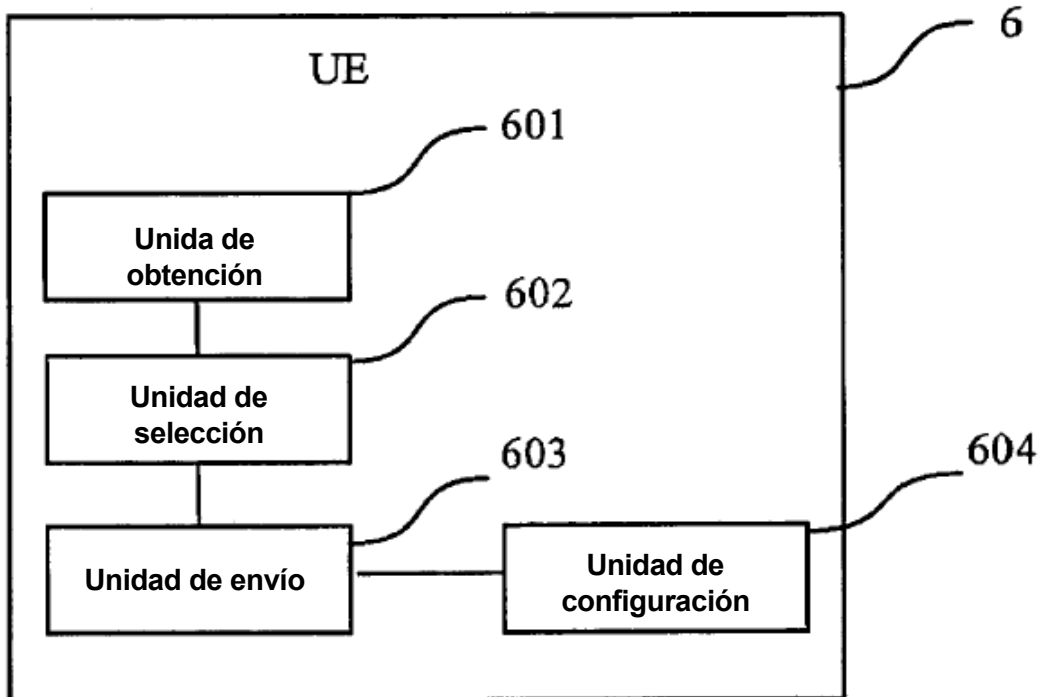 6
UE
601
Unida de
obtención
602
Unidad de
selección
603
604
Unidad de envío
Unidad de
configuración